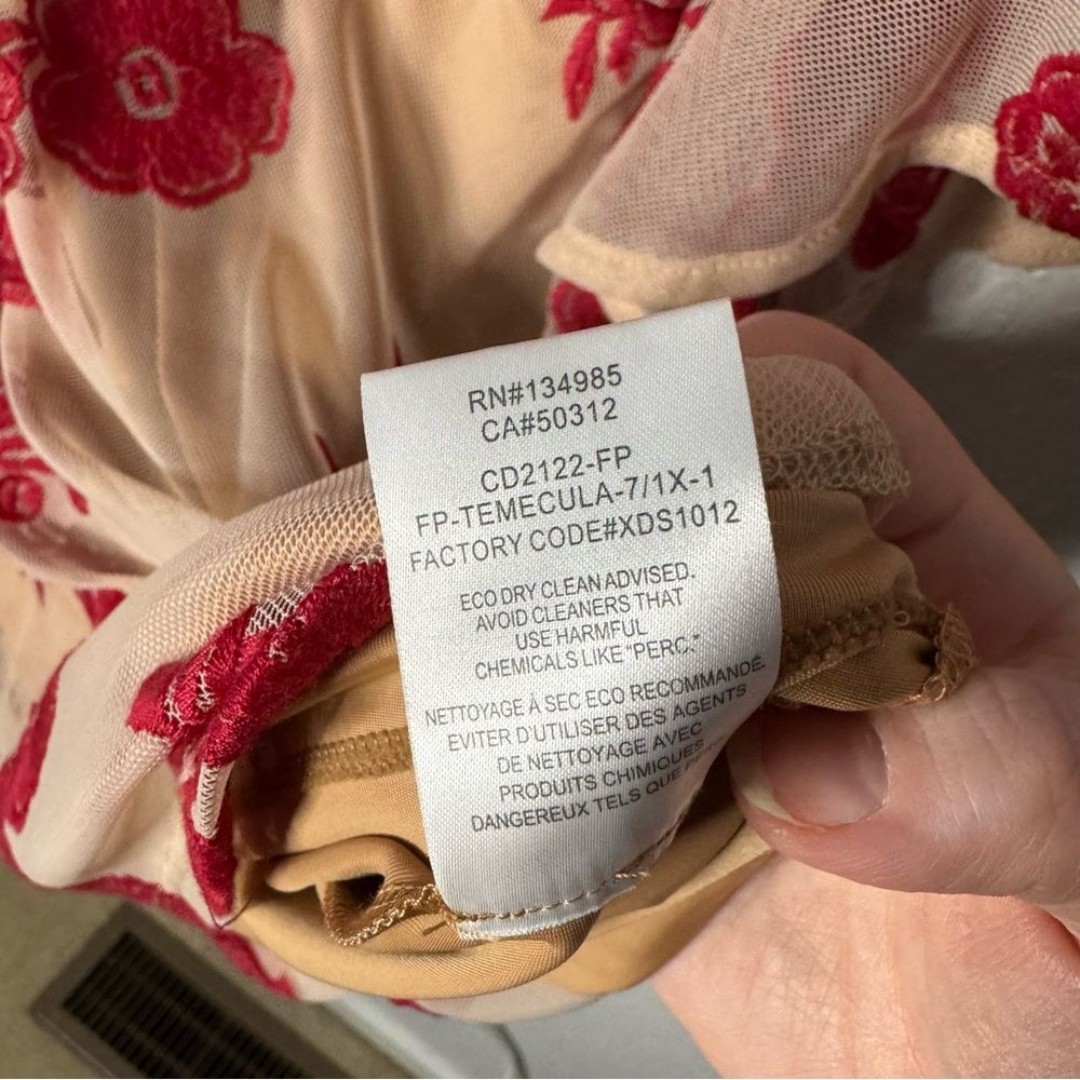 RN#134985
CA#50312
CD2122-FP
FP-TEMECULA-7/1X-1
FACTORY CODE#XDS1012
ECO DRY CLEAN ADVISED.
AVOID CLEANERS THAT
USE HARMFUL
CHEMICALS LIKE "PERC."
NETTOYAGE À SEC ECO RECOMMANDÉ.
EVITER D'UTILISER DES AGENTS
DE NETTOYAGE AVEC
PRODUITS CHIMIQUES
DANGEREUX TELS QUE